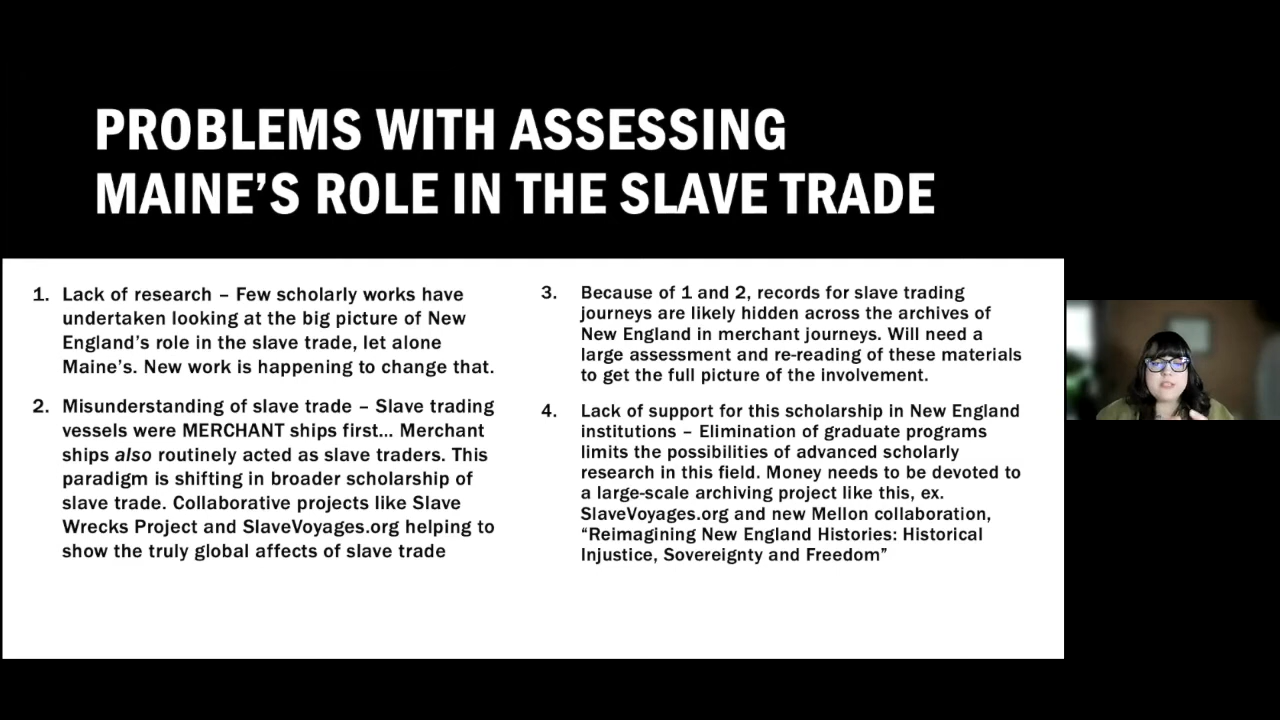 PROBLEMS WITH ASSESSING
MAINE'S ROLE IN THE SLAVE TRADE
1. Lack of research – Few scholarly works have
undertaken looking at the big picture of New
England's role in the slave trade, let alone
Maine's. New work is happening to change that.
2. Misunderstanding of slave trade – Slave trading
vessels were MERCHANT ships first... Merchant
ships also routinely acted as slave traders. This
paradigm is shifting in broader scholarship of
slave trade. Collaborative projects like Slave
Wrecks Project and SlaveVoyages.org helping to
show the truly global affects of slave trade
3. Because of 1 and 2, records for slave trading
journeys are likely hidden across the archives of
New England in merchant journeys. Will need a
large assessment and re-reading of these materials
to get the full picture of the involvement.
4. Lack of support for this scholarship in New England
institutions – Elimination of graduate programs
limits the possibilities of advanced scholarly
research in this field. Money needs to be devoted to
a large-scale archiving project like this, ex.
SlaveVoyages.org and new Mellon collaboration,
“Reimagining New England Histories: Historical
Injustice, Sovereignty and Freedom”